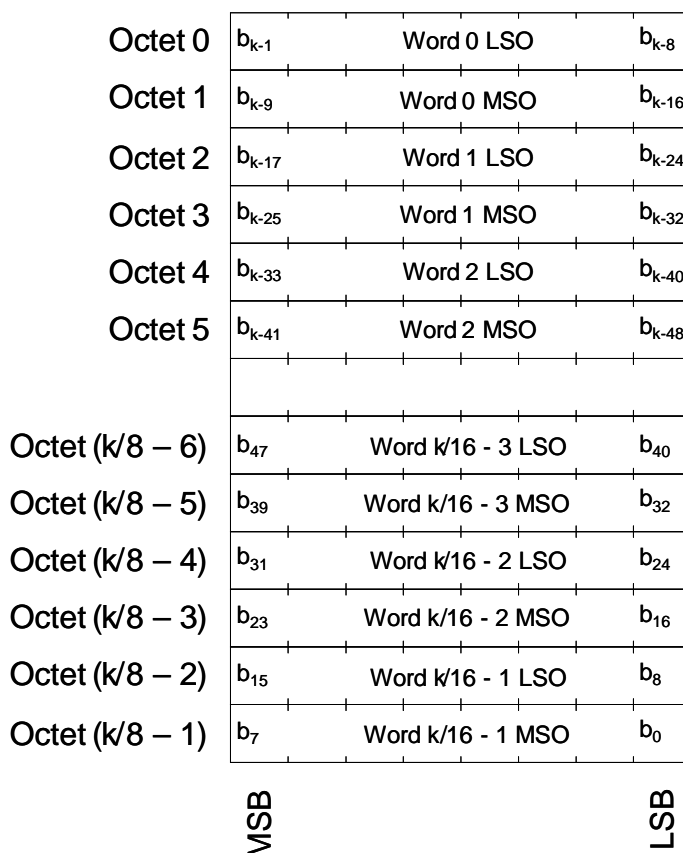 Octet 0 b_{k-1} Word 0 LSO b_{k-8}
Octet 1 b_{k-9} Word 0 MSO b_{k-16}
Octet 2 b_{k-17} Word 1 LSO b_{k-24}
Octet 3 b_{k-25} Word 1 MSO b_{k-32}
Octet 4 b_{k-33} Word 2 LSO b_{k-40}
Octet 5 b_{k-41} Word 2 MSO b_{k-48}
Octet (k/8 – 6) b_{47} Word k/16 - 3 LSO b_{40}
Octet (k/8 – 5) b_{39} Word k/16 - 3 MSO b_{32}
Octet (k/8 – 4) b_{31} Word k/16 - 2 LSO b_{24}
Octet (k/8 – 3) b_{23} Word k/16 - 2 MSO b_{16}
Octet (k/8 – 2) b_{15} Word k/16 - 1 LSO b_{8}
Octet (k/8 – 1) b_{7} Word k/16 - 1 MSO b_{0}
MSB LSB